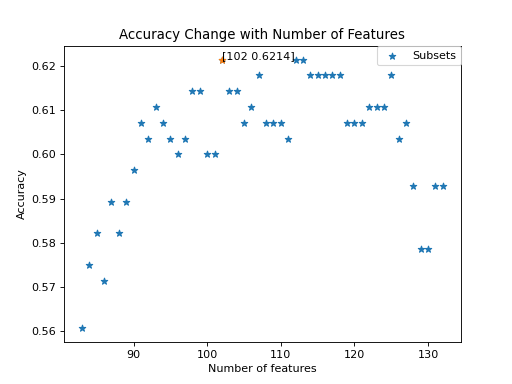 Accuracy Change with Number of Features
[102 0.6214]
Subsets
0.62
0.61
0.60
0.59
0.58
0.57
0.56
Accuracy
90 100 110 120 130
Number of features